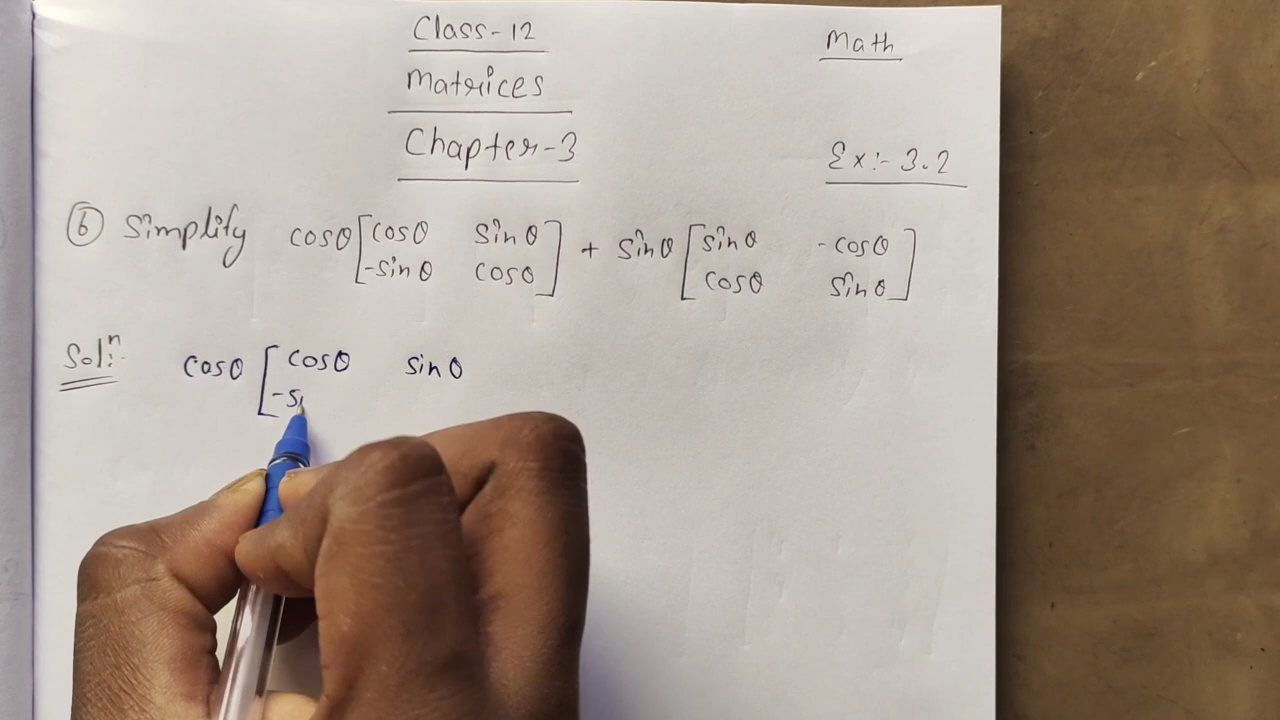 Class-12
Math
Matrices
Chapter-3
Ex:- 3.2
⑥ Simplify cosθ [cosθ sinθ] + sinθ [sinθ -cosθ]
[-sinθ cosθ] [cosθ sinθ]
Solⁿ:- cosθ [cosθ sinθ
-si